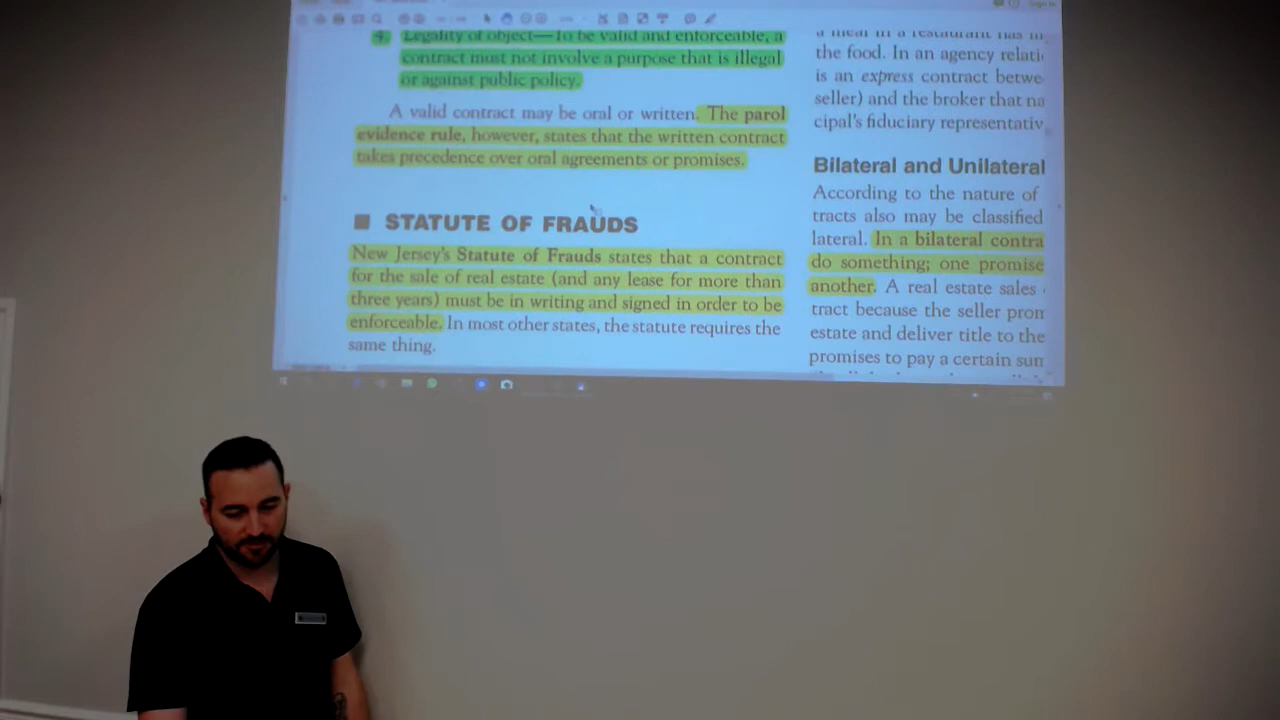 Sign In
4. Legality of object—To be valid and enforceable, a
contract must not involve a purpose that is illegal
or against public policy.
A valid contract may be oral or written. The parol
evidence rule, however, states that the written contract
takes precedence over oral agreements or promises.
■ STATUTE OF FRAUDS
New Jersey's Statute of Frauds states that a contract
for the sale of real estate (and any lease for more than
three years) must be in writing and signed in order to be
enforceable. In most other states, the statute requires the
same thing.
a meal in a restaurant has
the food. In an agency relati
is an express contract betwe
seller) and the broker that na
cipal's fiduciary representativ
Bilateral and Unilateral
According to the nature of
tracts also may be classified
lateral. In a bilateral contra
do something; one promise
another. A real estate sales
tract because the seller pron
estate and deliver title to the
promises to pay a certain sun